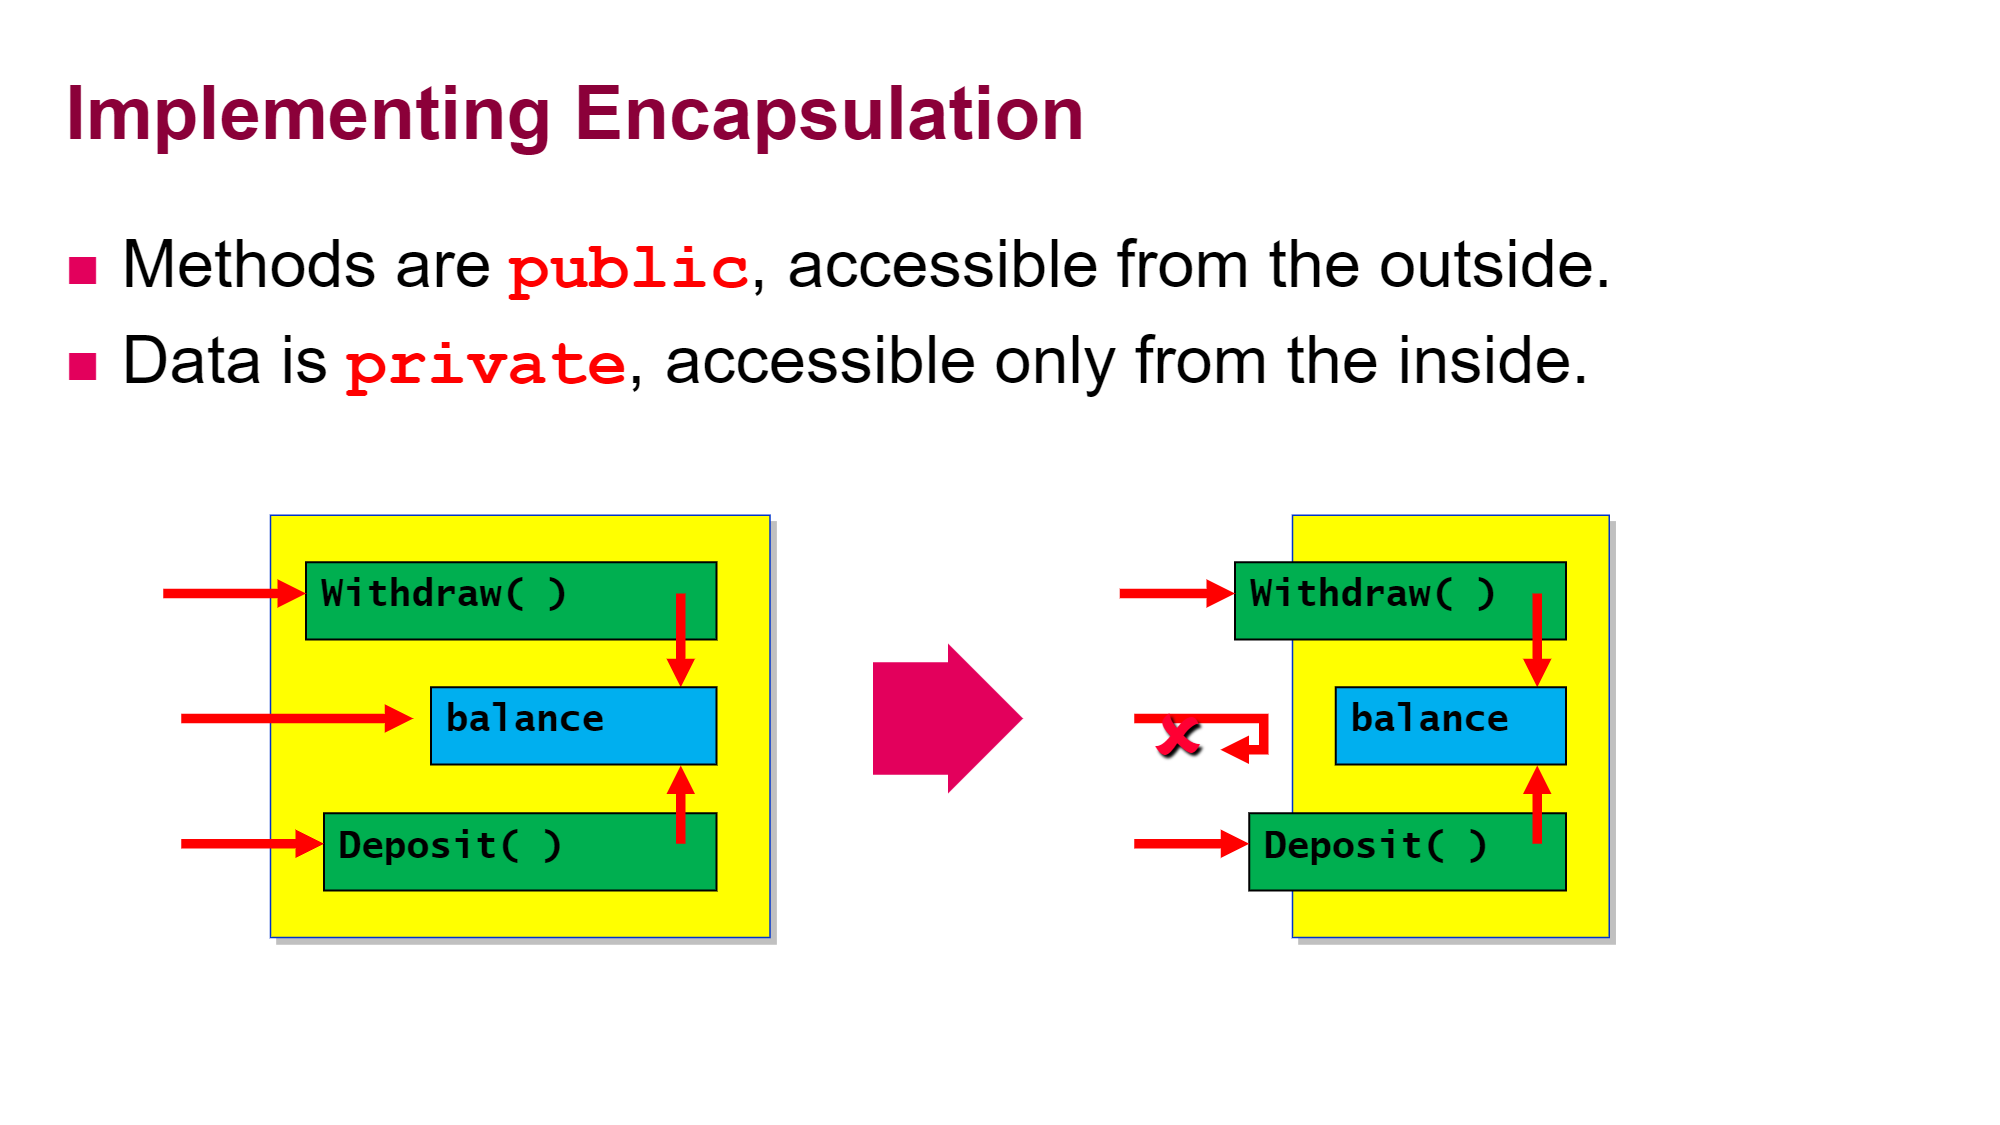 Implementing Encapsulation
Methods are public, accessible from the outside.
Data is private, accessible only from the inside.
Withdraw( )
balance
Deposit( )
Withdraw( )
balance
Deposit( )